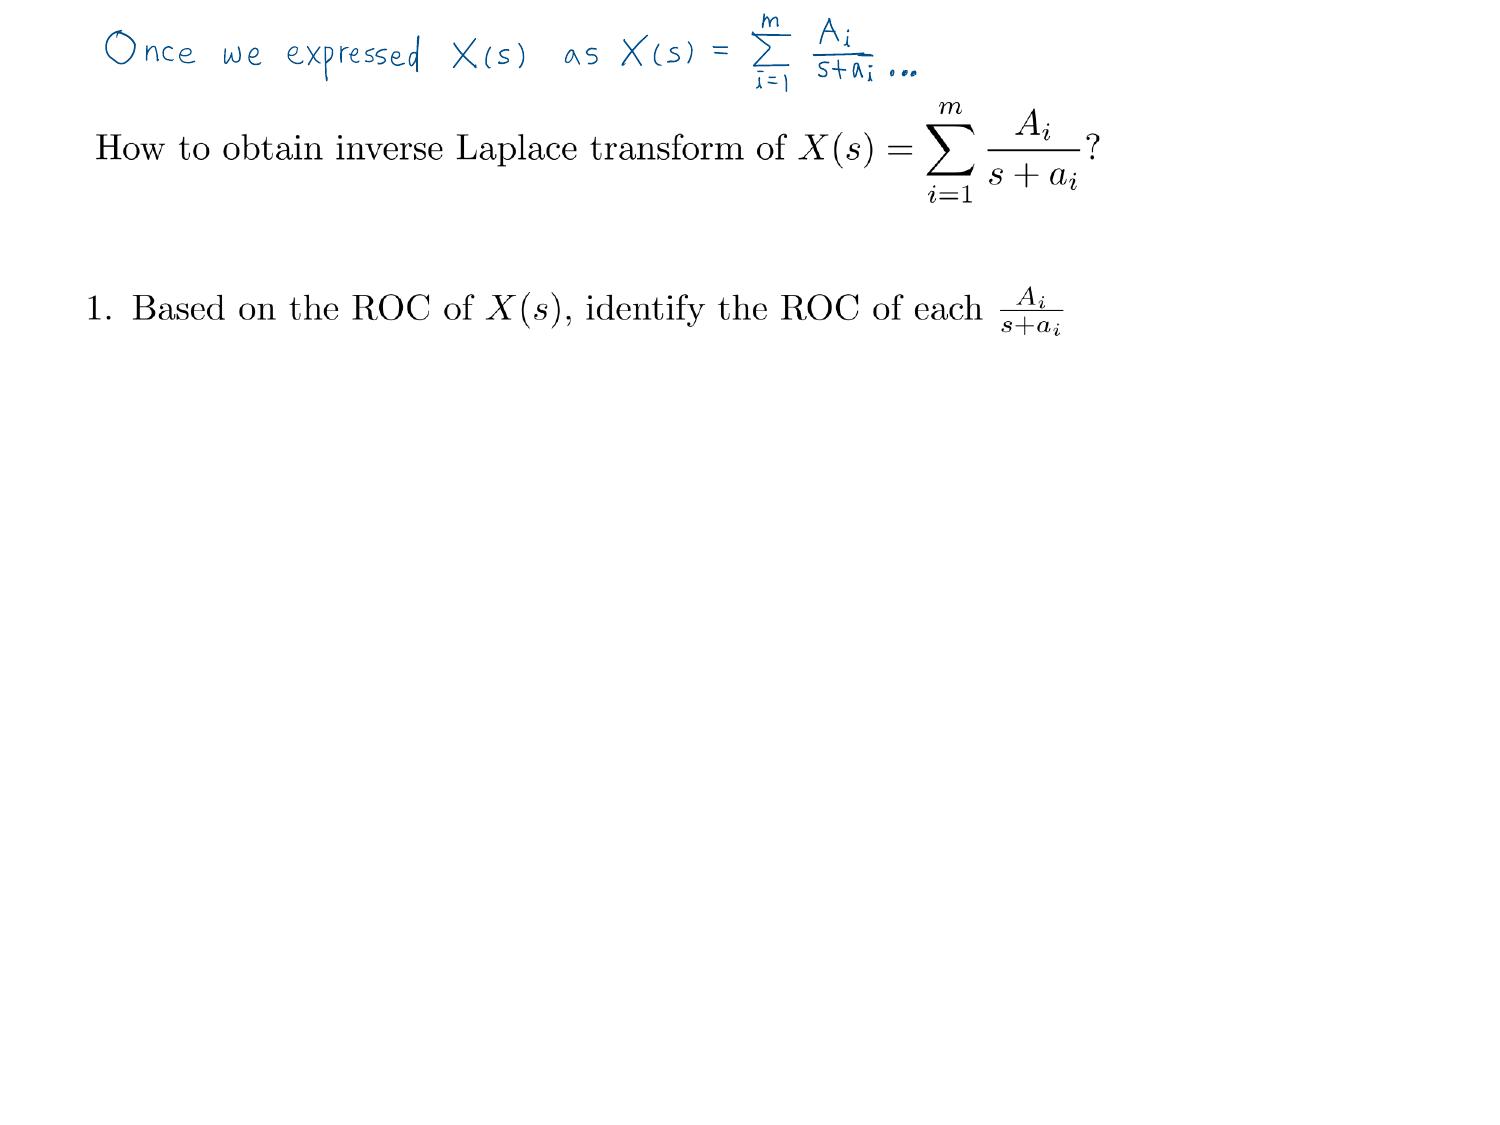 Once we expressed X(s) as X(s) = \sum_{i=1}^{m} \frac{A_i}{s+a_i} ...
How to obtain inverse Laplace transform of X(s) = \sum_{i=1}^{m} \frac{A_i}{s + a_i}?
1. Based on the ROC of X(s), identify the ROC of each \frac{A_i}{s+a_i}